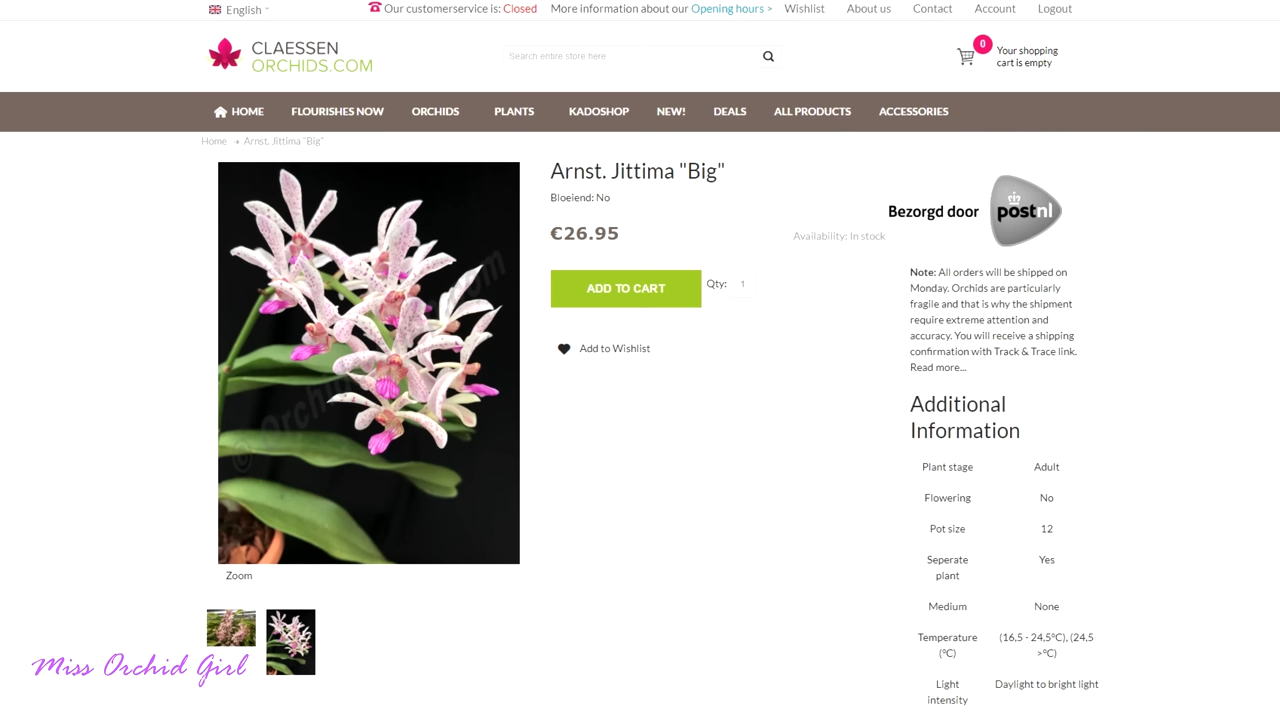 English
Our customerservice is: Closed
More information about our Opening hours >
Wishlist
About us
Contact
Account
Logout
CLAESSEN
ORCHIDS.COM
Search entire store here
0
Your shopping
cart is empty
HOME
FLOURISHES NOW
ORCHIDS
PLANTS
KADOSHOP
NEW!
DEALS
ALL PRODUCTS
ACCESSORIES
Home
Arnst. Jittima "Big"
Arnst. Jittima "Big"
Bloeiend: No
€26.95
Availability: In stock
ADD TO CART
Qty: 1
Add to Wishlist
Zoom
Miss Orchid Girl
Bezorgd door
postnl
Note: All orders will be shipped on
Monday. Orchids are particularly
fragile and that is why the shipment
require extreme attention and
accuracy. You will receive a shipping
confirmation with Track & Trace link.
Read more...
Additional
Information
Plant stage Adult
Flowering No
Pot size 12
Seperate Yes
plant
Medium None
Temperature (16,5 - 24,5°C), (24,5
(°C) >°C)
Light Daylight to bright light
intensity